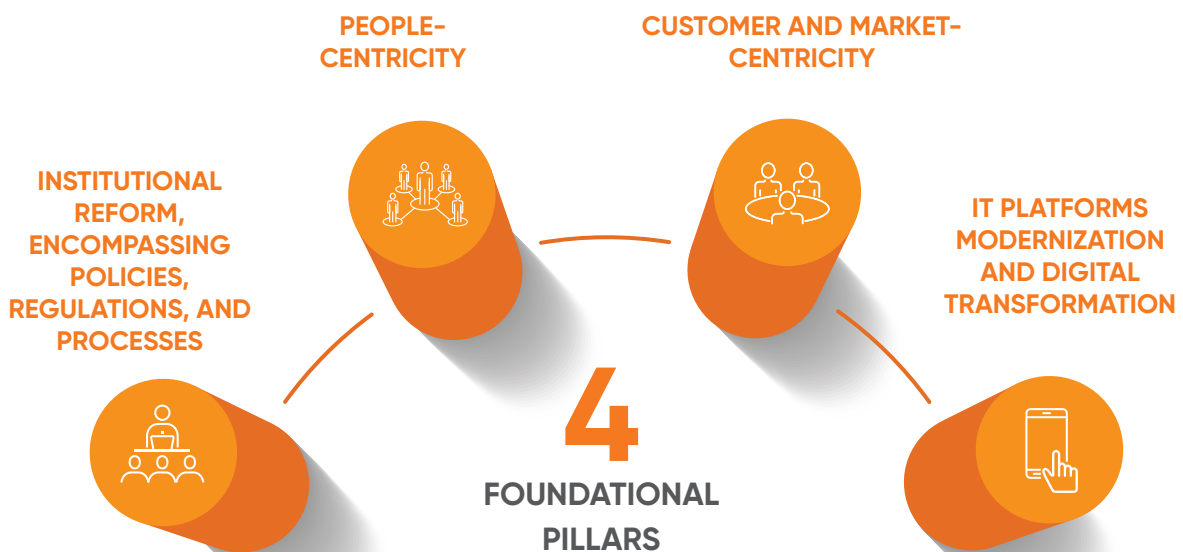 PEOPLE-
CENTRICITY
CUSTOMER AND MARKET-
CENTRICITY
INSTITUTIONAL
REFORM,
ENCOMPASSING
POLICIES,
REGULATIONS, AND
PROCESSES
IT PLATFORMS
MODERNIZATION
AND DIGITAL
TRANSFORMATION
4
FOUNDATIONAL
PILLARS